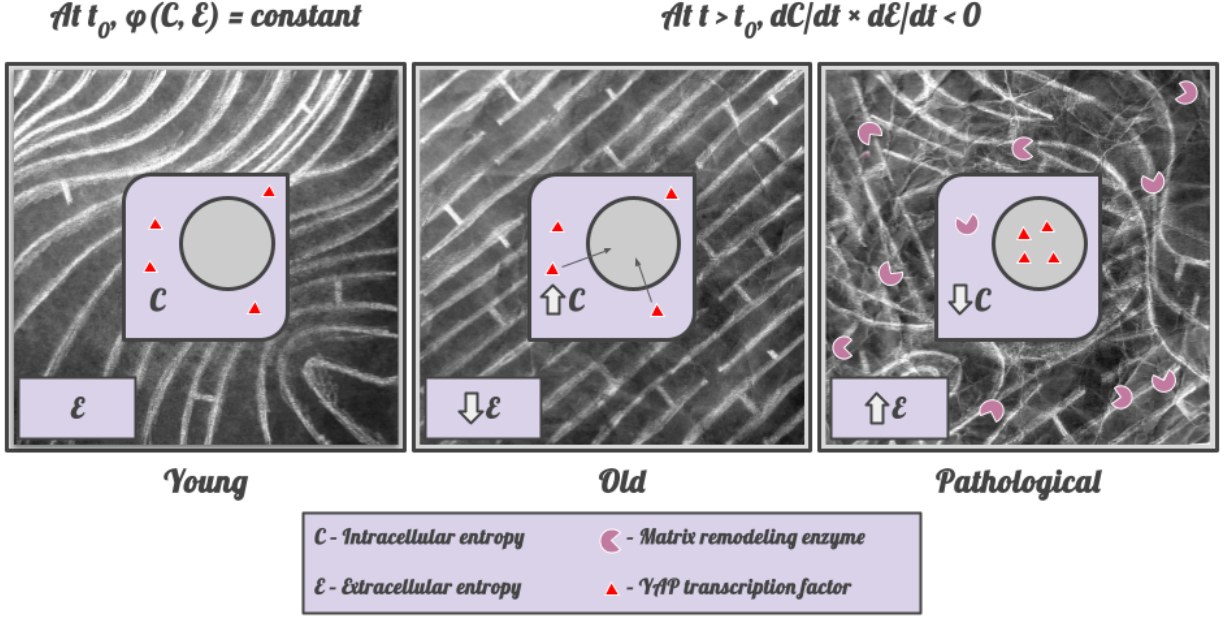 At t₀, φ(C, ℰ) = constant
At t > t₀, dC/dt × dℰ/dt < 0
C
ℰ
⇧C
⇩ℰ
⇩C
⇧ℰ
Young
Old
Pathological
C – Intracellular entropy
– Matrix remodeling enzyme
ℰ – Extracellular entropy
– YAP transcription factor